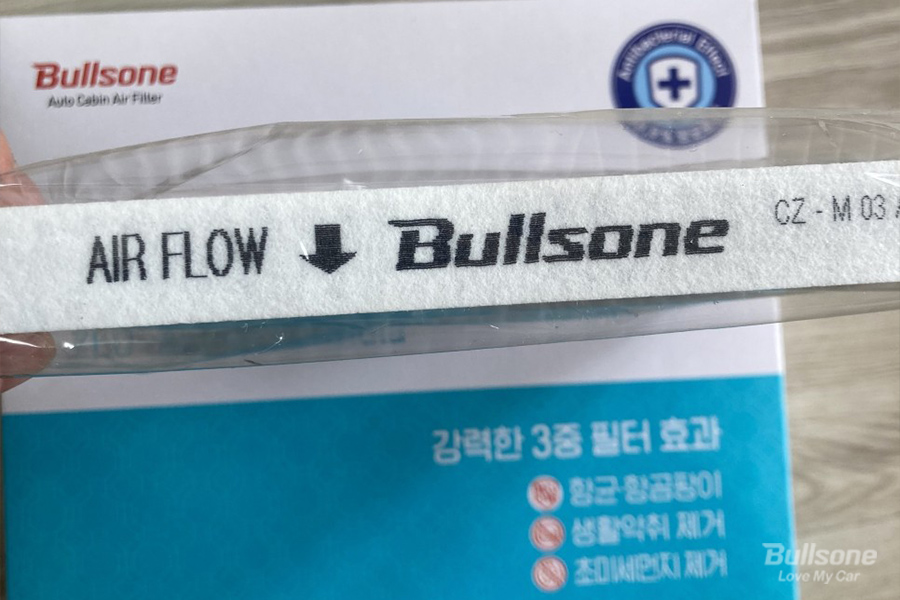 Bullsone
Auto Cabin Air Filter
Antibacterial Effect
AIR FLOW Bullsone CZ - M 03
강력한 3중 필터 효과
항균·항곰팡이
생활악취 제거
초미세먼지 제거
Bullsone
Love My Car